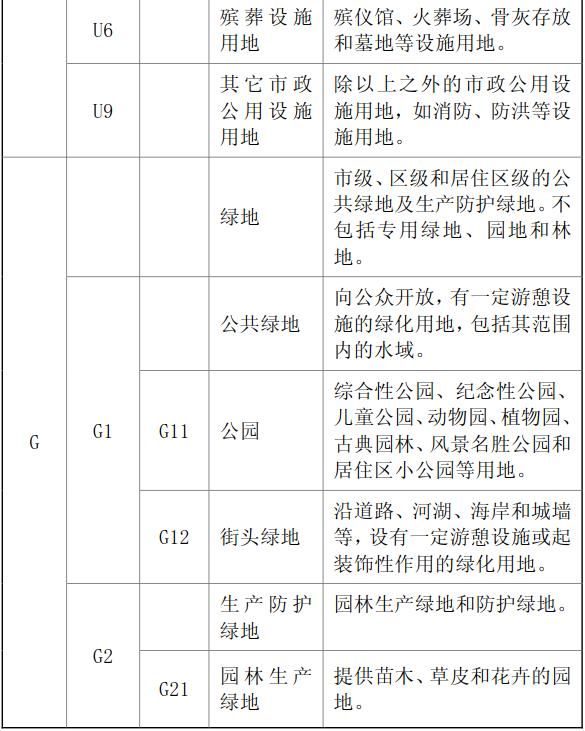 U6
殡葬设施
用地
殡仪馆、火葬场、骨灰存放
和墓地等设施用地。
U9
其它市政
公用设施
用地
除以上之外的市政公用设
施用地,如消防、防洪等设
施用地。
G
绿地
市级、区级和居住区级的公
共绿地及生产防护绿地。不
包括专用绿地、园地和林
地。
G1
公共绿地
向公众开放,有一定游憩设
施的绿化用地,包括其范围
内的水域。
G11
公园
综合性公园、纪念性公园、
儿童公园、动物园、植物园、
古典园林、风景名胜公园和
居住区小公园等用地。
G12
街头绿地
沿道路、河湖、海岸和城墙
等,设有一定游憩设施或起
装饰性作用的绿化用地。
G2
生产防护
绿地
园林生产绿地和防护绿地。
G21
园林生产
绿地
提供苗木、草皮和花卉的园
地。